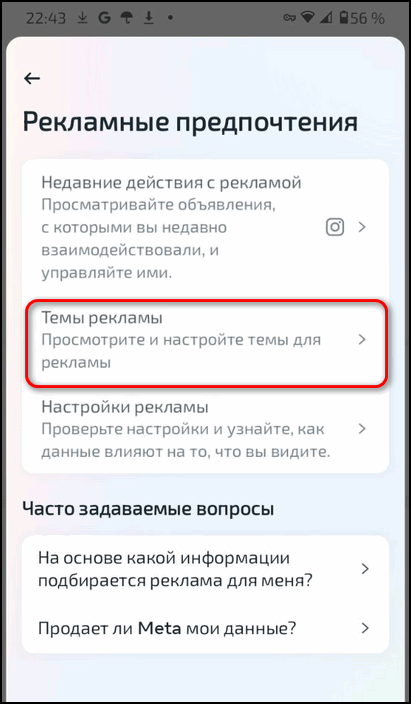 22:43 G 56 %
Рекламные предпочтения
Недавние действия с рекламой
Просматривайте объявления,
с которыми вы недавно
взаимодействовали, и
управляйте ими.
Темы рекламы
Просмотрите и настройте темы для
рекламы
Настройки рекламы
Проверьте настройки и узнайте, как
данные влияют на то, что вы видите.
Часто задаваемые вопросы
На основе какой информации
подбирается реклама для меня?
Продает ли Meta мои данные?